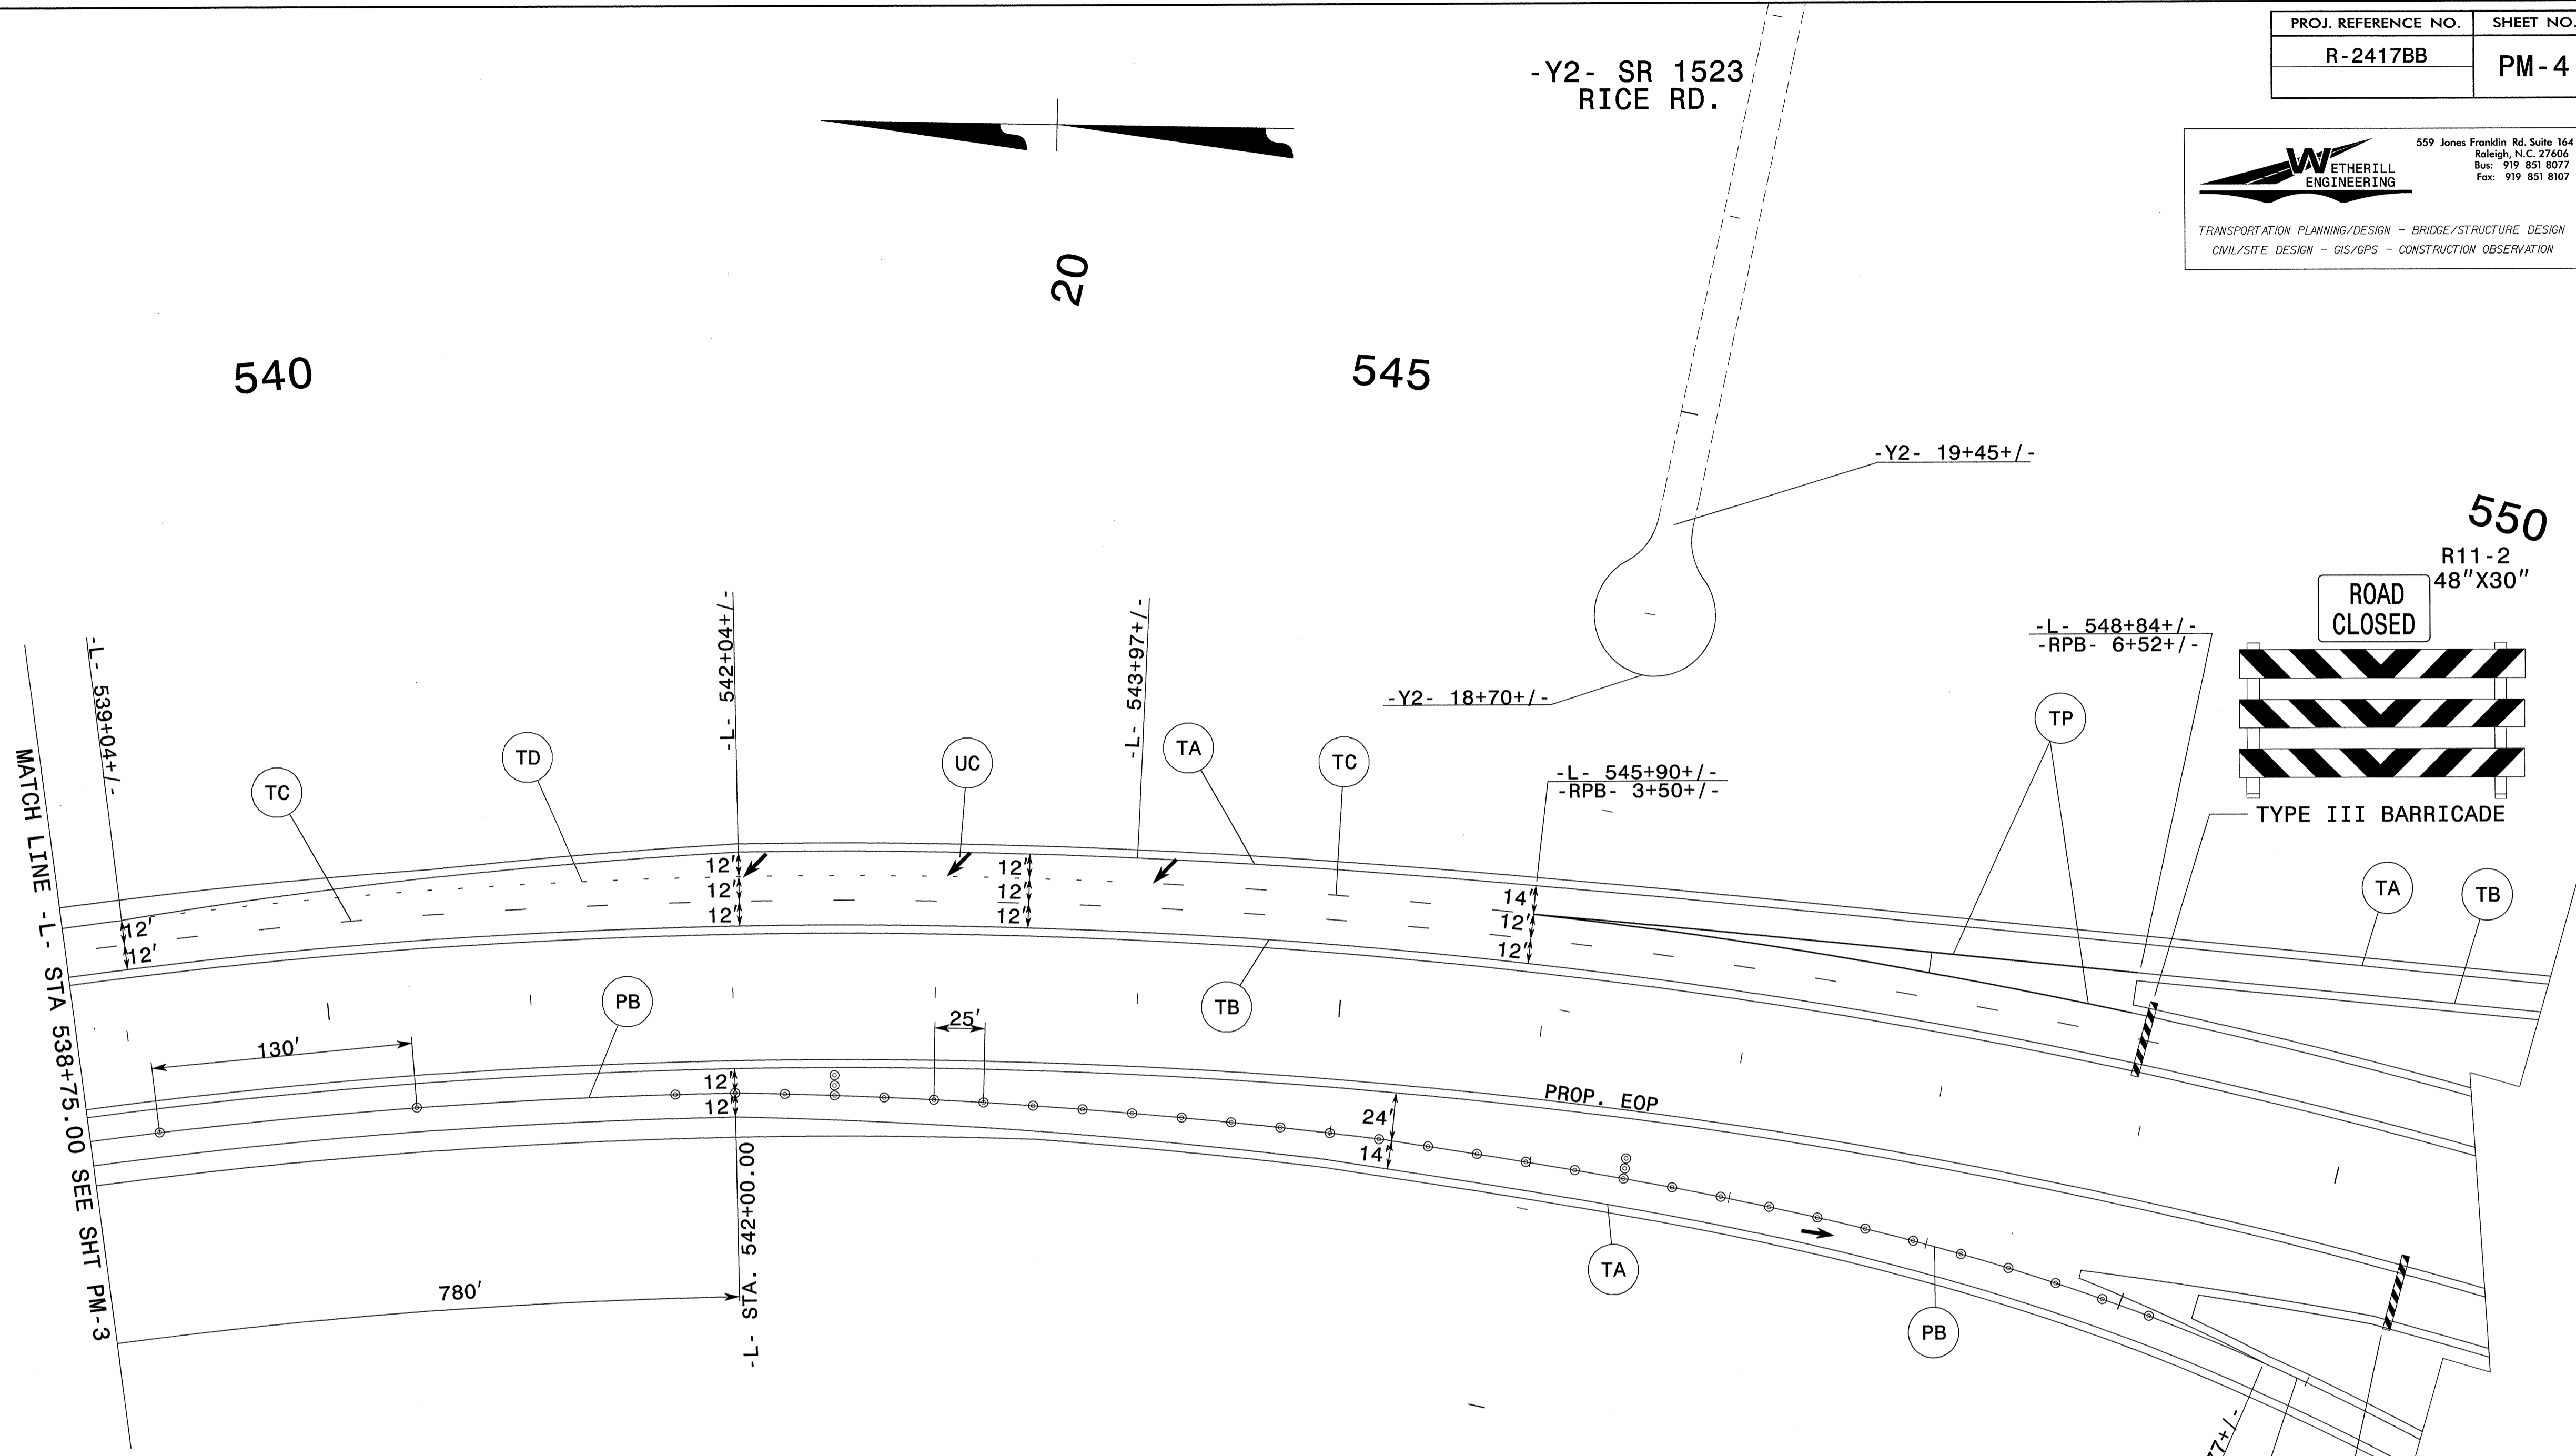 PROJ. REFERENCE NO.
SHEET NO.
R-2417BB
PM-4
WETHERILL
ENGINEERING
559 Jones Franklin Rd. Suite 164
Raleigh, N.C. 27606
Bus: 919 851 8077
Fax: 919 851 8107
TRANSPORTATION PLANNING/DESIGN - BRIDGE/STRUCTURE DESIGN
CIVIL/SITE DESIGN - GIS/GPS - CONSTRUCTION OBSERVATION
-Y2- SR 1523
RICE RD.
20
540
545
550
-Y2- 19+45+/-
R11-2
48"X30"
ROAD
CLOSED
TYPE III BARRICADE
-L- 548+84+/-
-RPB- 6+52+/-
-Y2- 18+70+/-
-L- 539+04+/-
-L- 542+04+/-
-L- 543+97+/-
-L- 545+90+/-
-RPB- 3+50+/-
MATCH LINE -L- STA 538+75.00 SEE SHT PM-3
TC
TD
UC
TA
TC
TP
TA
TB
12'
12'
12'
12'
12'
12'
12'
12'
14'
12'
12'
PB
TB
130'
25'
12'
12'
PROP. EOP
24'
14'
780'
-L- STA. 542+00.00
TA
PB
77+/-